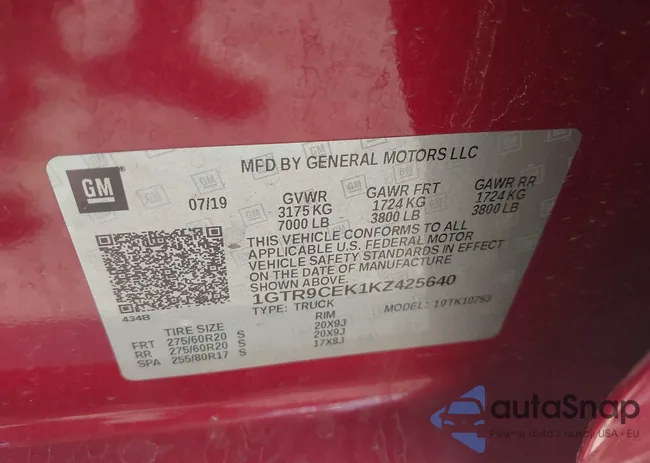 GM
MFD BY GENERAL MOTORS LLC
07/19
GVWR
3175 KG
7000 LB
GAWR FRT
1724 KG
3800 LB
GAWR RR
1724 KG
3800 LB
THIS VEHICLE CONFORMS TO ALL
APPLICABLE U.S. FEDERAL MOTOR
VEHICLE SAFETY STANDARDS IN EFFECT
ON THE DATE OF MANUFACTURE
SHOWN ABOVE.
1GTR9CEK1KZ425640
TYPE: TRUCK MODEL: 10TK10753
434B
TIRE SIZE RIM
FRT 275/60R20 S 20X9J
RR 275/60R20 S 20X9J
SPA 255/80R17 S 17X8J
autaSnap
USA • EU